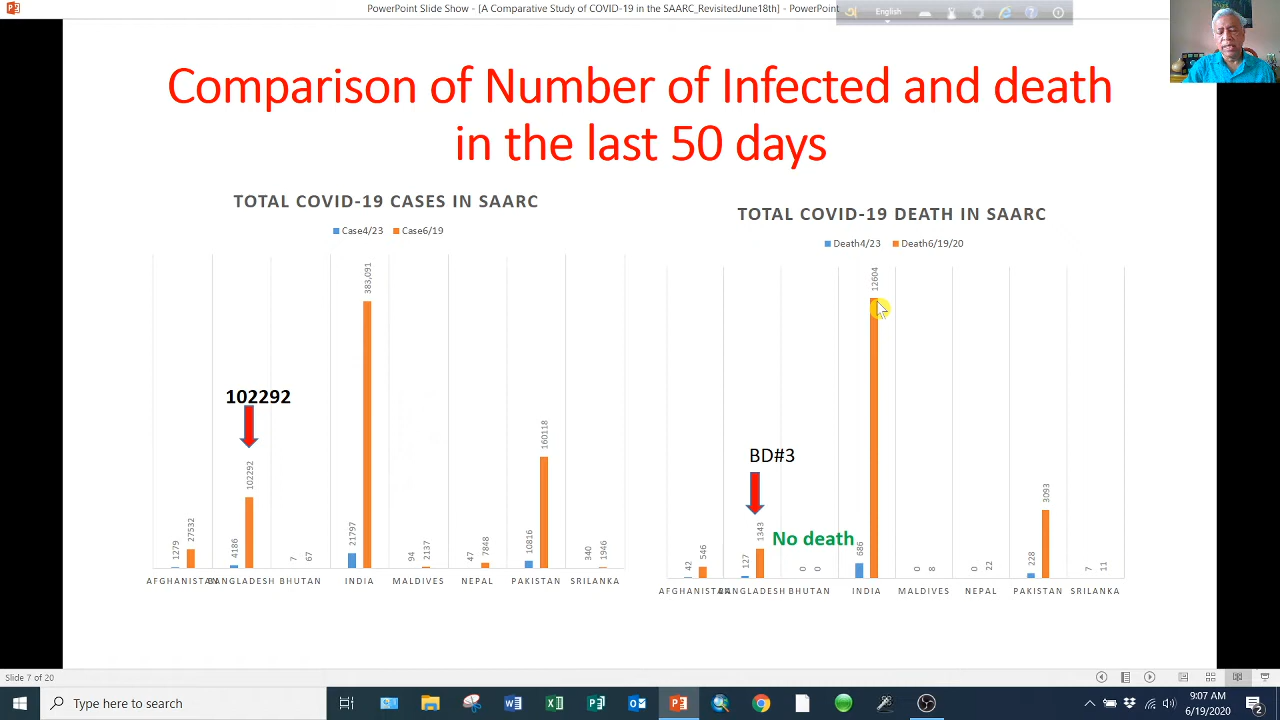 PowerPoint Slide Show - [A Comparative Study of COVID-19 in the SAARC_RevisitedJune18th] - PowerPoint
English
Comparison of Number of Infected and death
in the last 50 days
TOTAL COVID-19 CASES IN SAARC
Case4/23 Case6/19
383,091
102292
160118
102292
27532
21797
10816
7848
4186
1279
7
67
94
2137
47
340
1946
AFGHANISTAN BANGLADESH BHUTAN INDIA MALDIVES NEPAL PAKISTAN SRILANKA
TOTAL COVID-19 DEATH IN SAARC
Death4/23 Death6/19/20
12604
BD#3
3093
1343
No death
686
546
228
127
42
0
0
0
8
0
22
7
11
AFGHANISTAN BANGLADESH BHUTAN INDIA MALDIVES NEPAL PAKISTAN SRILANKA
Slide 7 of 20
Type here to search
9:07 AM
6/19/2020
2